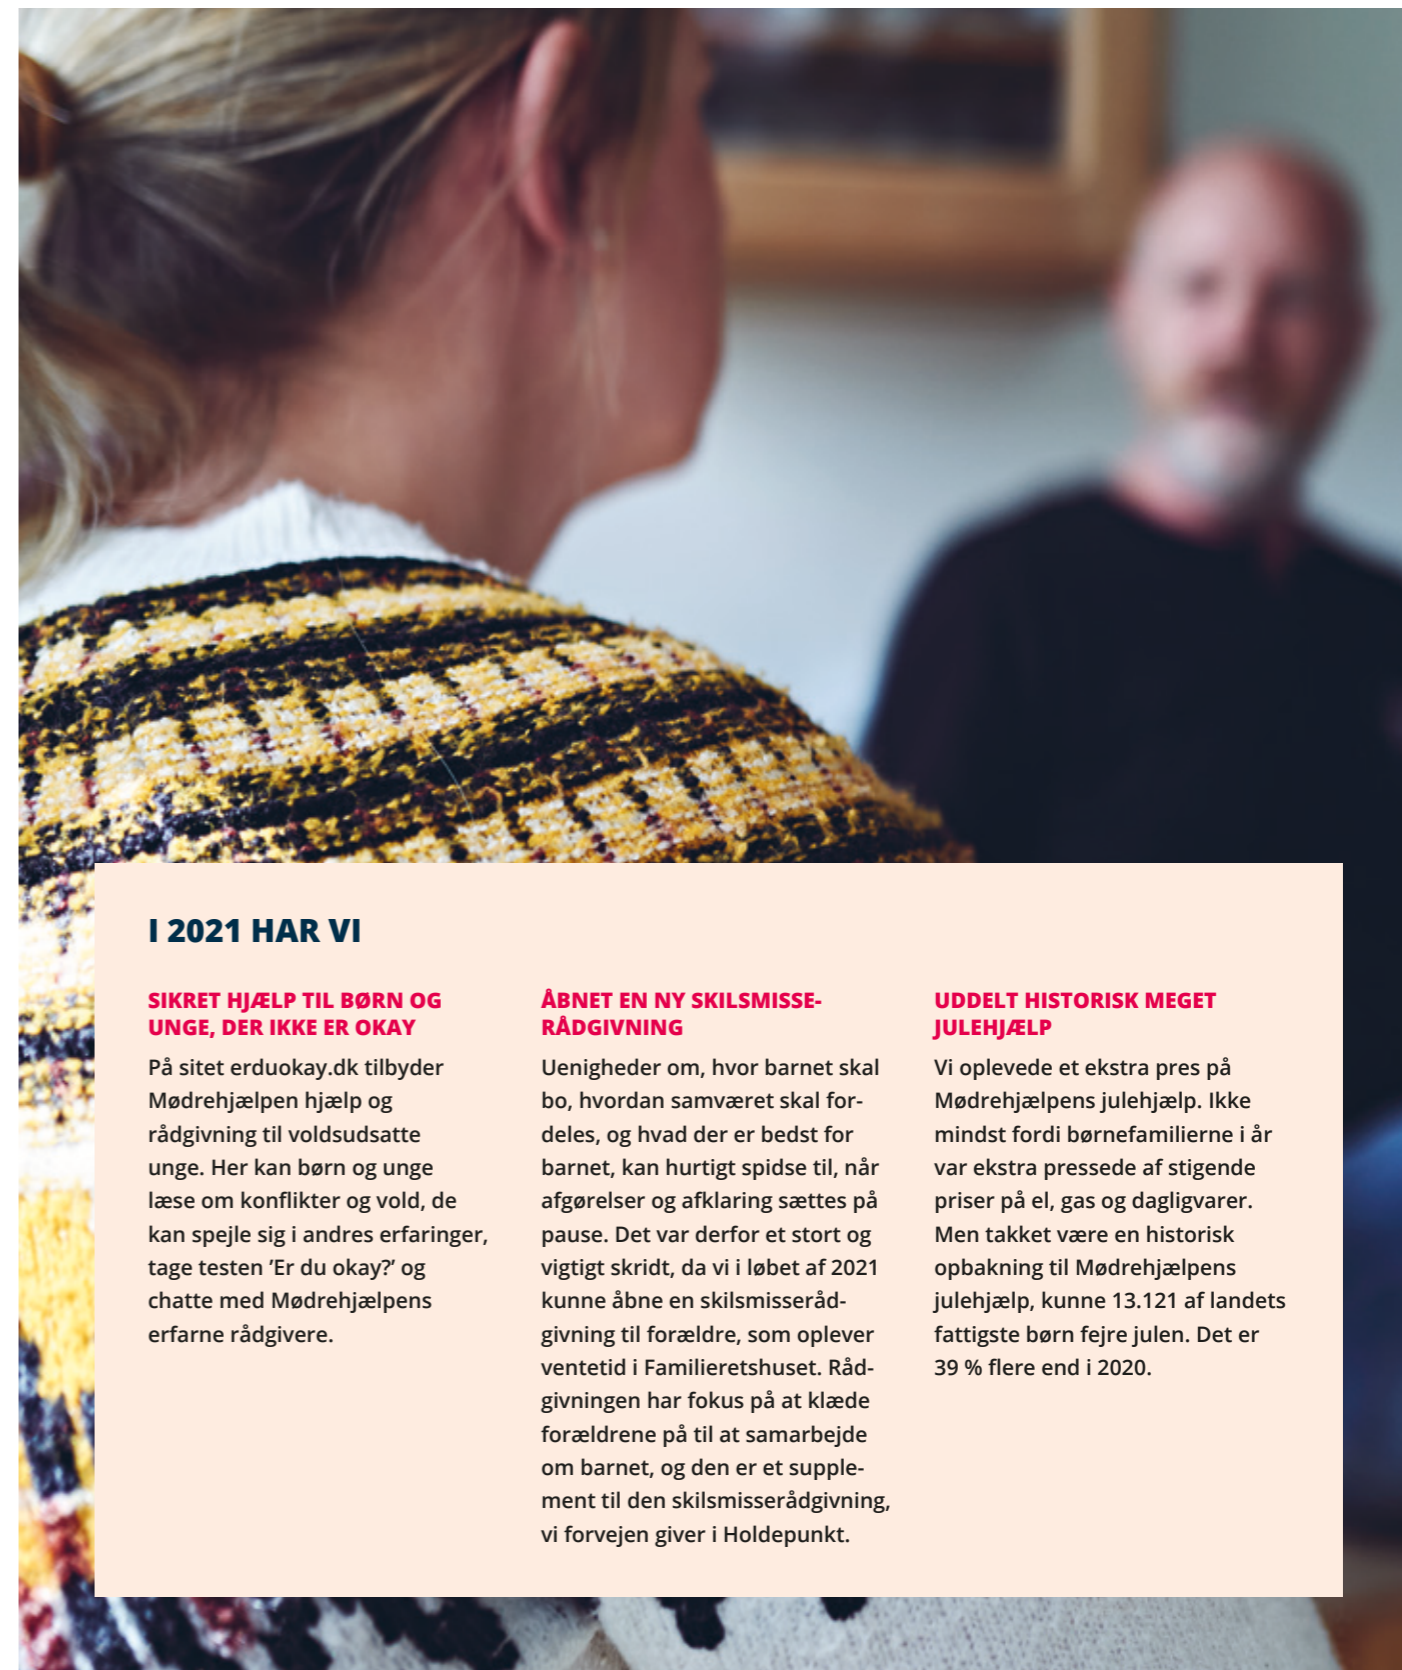 I 2021 HAR VI
SIKRET HJÆLP TIL BØRN OG
UNGE, DER IKKE ER OKAY
På sitet erduokay.dk tilbyder
Mødrehjælpen hjælp og
rådgivning til voldsudsatte
unge. Her kan børn og unge
læse om konflikter og vold, de
kan spejle sig i andres erfaringer,
tage testen ’Er du okay?’ og
chatte med Mødrehjælpens
erfarne rådgivere.
ÅBNET EN NY SKILSMISSE-
RÅDGIVNING
Uenigheder om, hvor barnet skal
bo, hvordan samværet skal for-
deles, og hvad der er bedst for
barnet, kan hurtigt spidse til, når
afgørelser og afklaring sættes på
pause. Det var derfor et stort og
vigtigt skridt, da vi i løbet af 2021
kunne åbne en skilsmisseråd-
givning til forældre, som oplever
ventetid i Familieretshuset. Råd-
givningen har fokus på at klæde
forældrene på til at samarbejde
om barnet, og den er et supple-
ment til den skilsmisserådgivning,
vi forvejen giver i Holdepunkt.
UDDELT HISTORISK MEGET
JULEHJÆLP
Vi oplevede et ekstra pres på
Mødrehjælpens julehjælp. Ikke
mindst fordi børnefamilierne i år
var ekstra pressede af stigende
priser på el, gas og dagligvarer.
Men takket være en historisk
opbakning til Mødrehjælpens
julehjælp, kunne 13.121 af landets
fattigste børn fejre julen. Det er
39 % flere end i 2020.